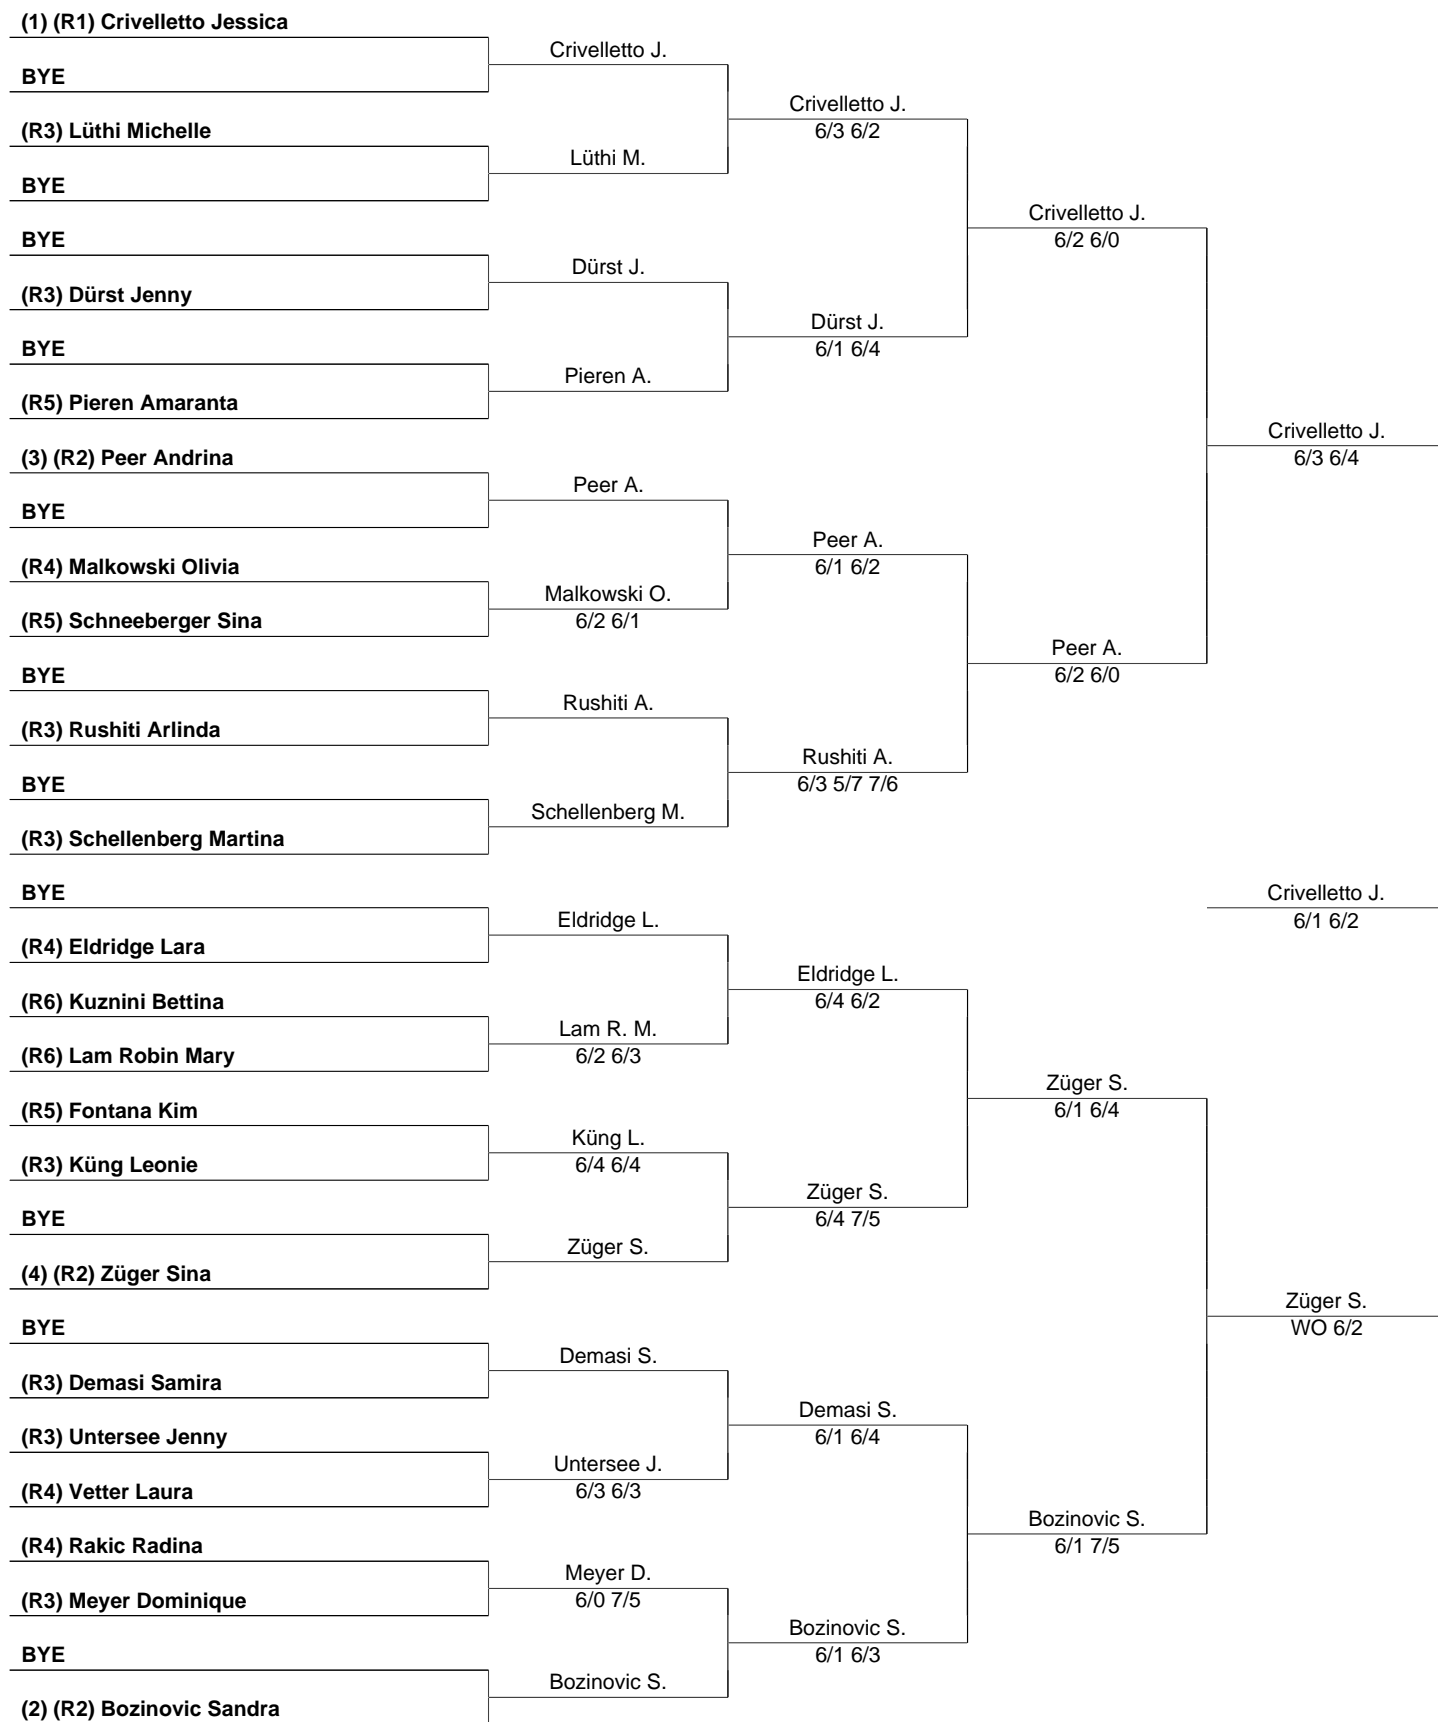 (1) (R1) Crivelletto Jessica
BYE
(R3) Lüthi Michelle
BYE
BYE
(R3) Dürst Jenny
BYE
(R5) Pieren Amaranta
(3) (R2) Peer Andrina
BYE
(R4) Malkowski Olivia
(R5) Schneeberger Sina
BYE
(R3) Rushiti Arlinda
BYE
(R3) Schellenberg Martina
BYE
(R4) Eldridge Lara
(R6) Kuznini Bettina
(R6) Lam Robin Mary
(R5) Fontana Kim
(R3) Küng Leonie
BYE
(4) (R2) Züger Sina
BYE
(R3) Demasi Samira
(R3) Untersee Jenny
(R4) Vetter Laura
(R4) Rakic Radina
(R3) Meyer Dominique
BYE
(2) (R2) Bozinovic Sandra
Crivelletto J.
Lüthi M.
Dürst J.
Pieren A.
Peer A.
Malkowski O.
6/2 6/1
Rushiti A.
Schellenberg M.
Eldridge L.
Lam R. M.
6/2 6/3
Küng L.
6/4 6/4
Züger S.
Demasi S.
Untersee J.
6/3 6/3
Meyer D.
6/0 7/5
Bozinovic S.
Crivelletto J.
6/3 6/2
Dürst J.
6/1 6/4
Peer A.
6/1 6/2
Rushiti A.
6/3 5/7 7/6
Eldridge L.
6/4 6/2
Züger S.
6/4 7/5
Demasi S.
6/1 6/4
Bozinovic S.
6/1 6/3
Crivelletto J.
6/2 6/0
Peer A.
6/2 6/0
Züger S.
6/1 6/4
Bozinovic S.
6/1 7/5
Crivelletto J.
6/3 6/4
Crivelletto J.
6/1 6/2
Züger S.
WO 6/2